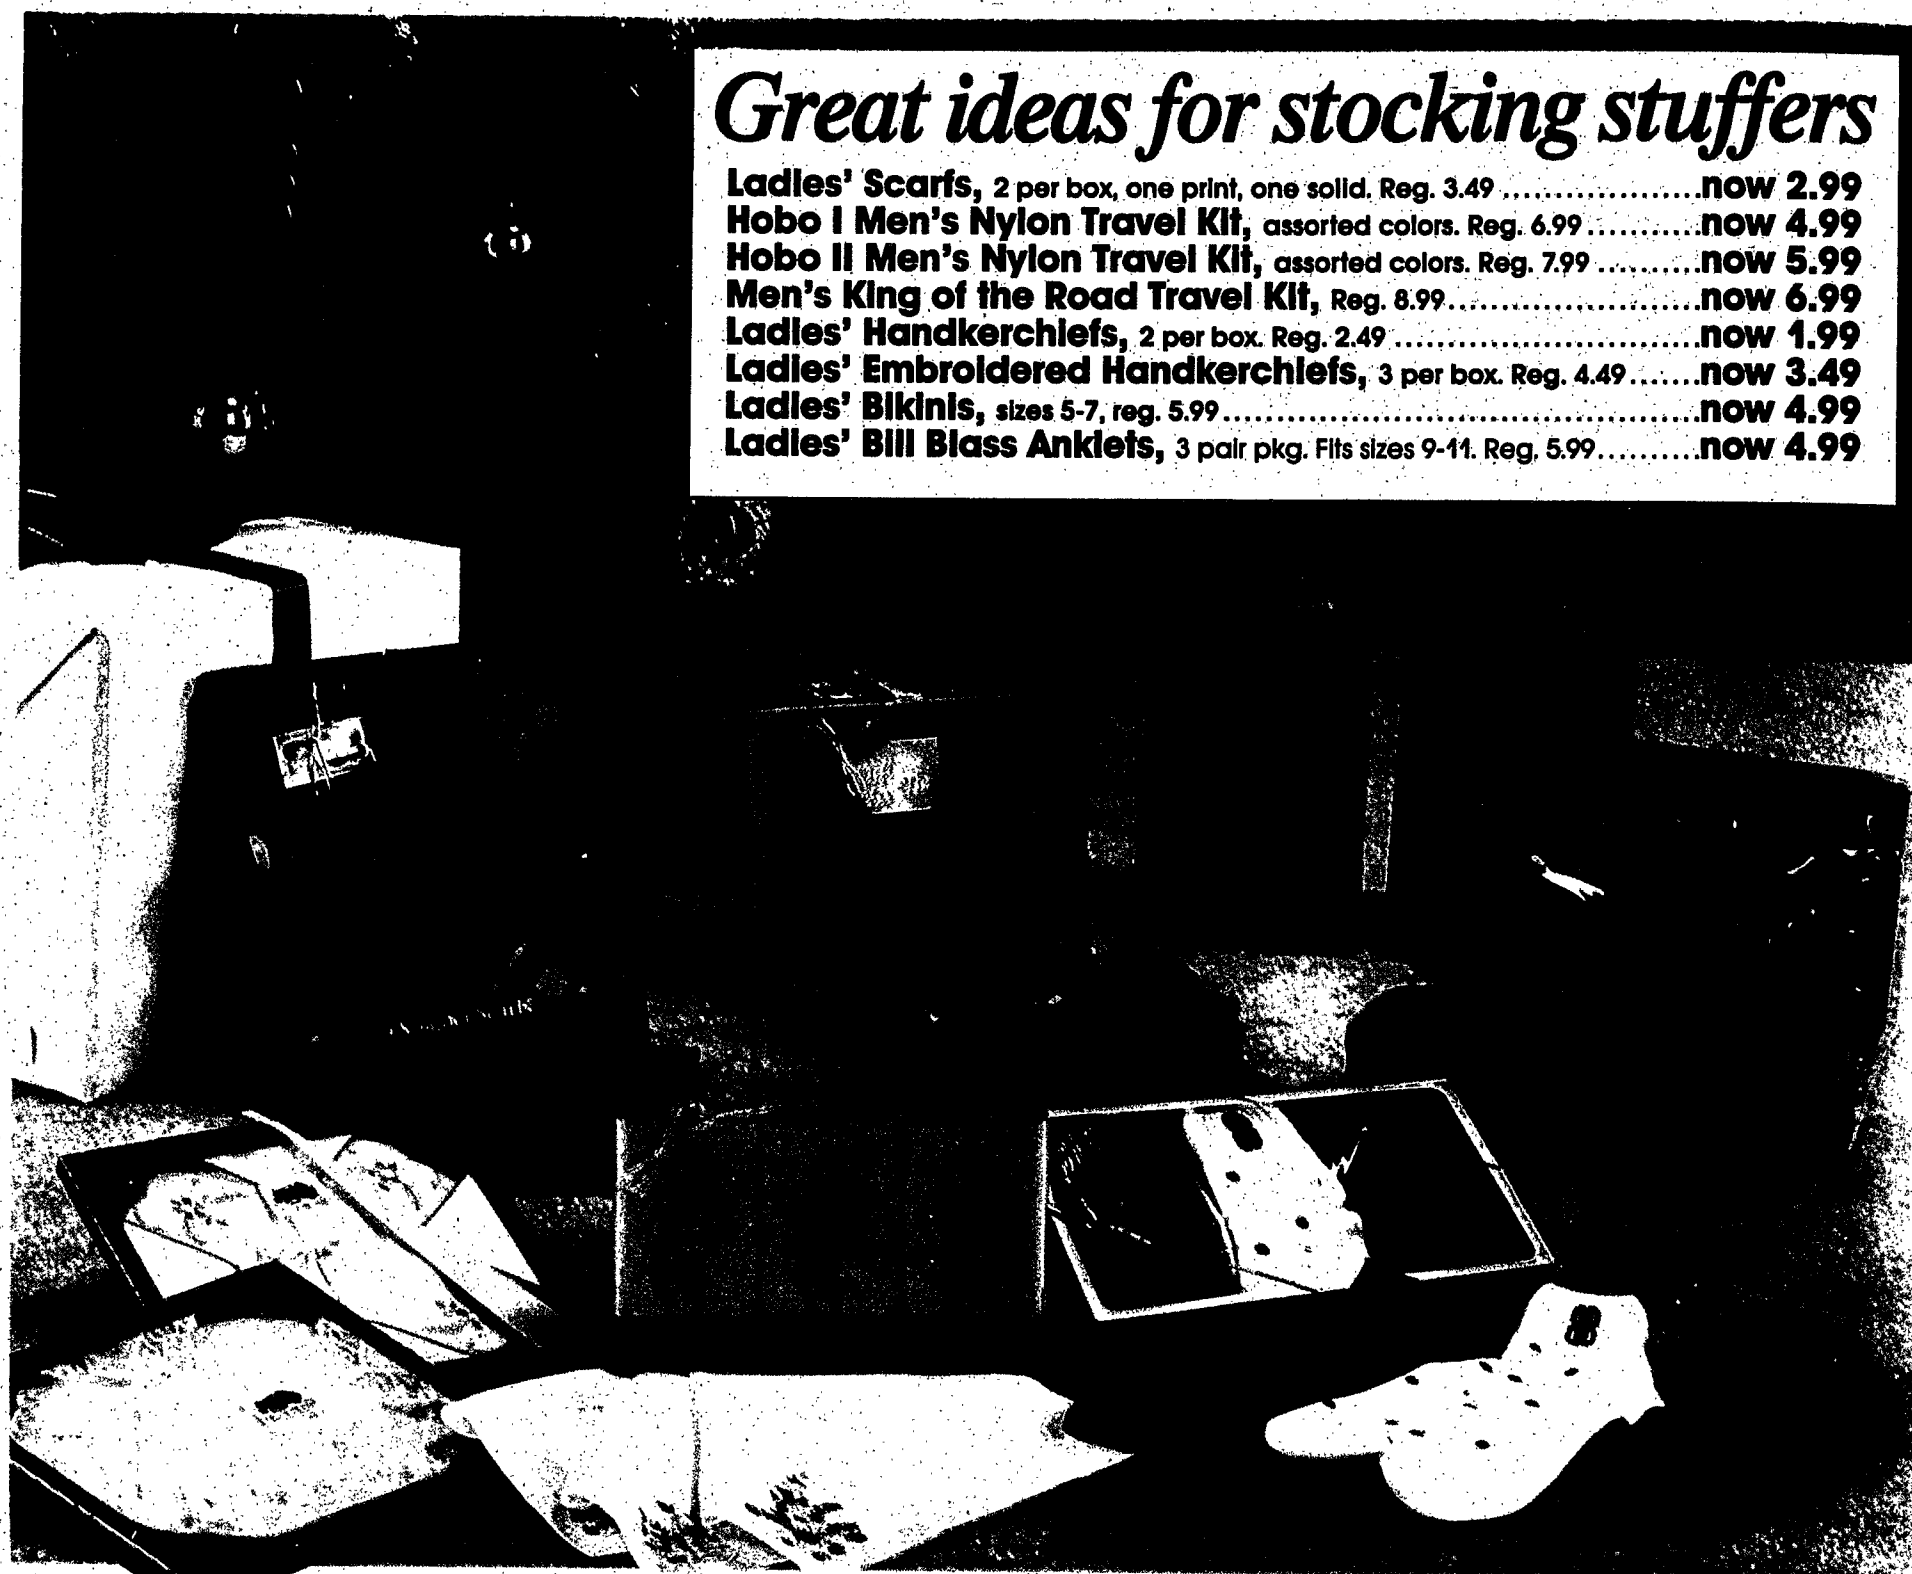 Great ideas for stocking stuffers
Ladies' Scarfs, 2 per box, one print, one solid. Reg. 3.49 ..................now 2.99
Hobo I Men's Nylon Travel Kit, assorted colors. Reg. 6.99 ...........now 4.99
Hobo II Men's Nylon Travel Kit, assorted colors. Reg. 7.99 ..........now 5.99
Men's King of the Road Travel Kit, Reg. 8.99........................now 6.99
Ladies' Handkerchiefs, 2 per box. Reg. 2.49 .............................now 1.99
Ladies' Embroidered Handkerchiefs, 3 per box. Reg. 4.49.......now 3.49
Ladies' Bikinis, sizes 5-7, reg. 5.99.............................................now 4.99
Ladies' Bill Blass Anklets, 3 pair pkg. Fits sizes 9-11. Reg. 5.99..........now 4.99